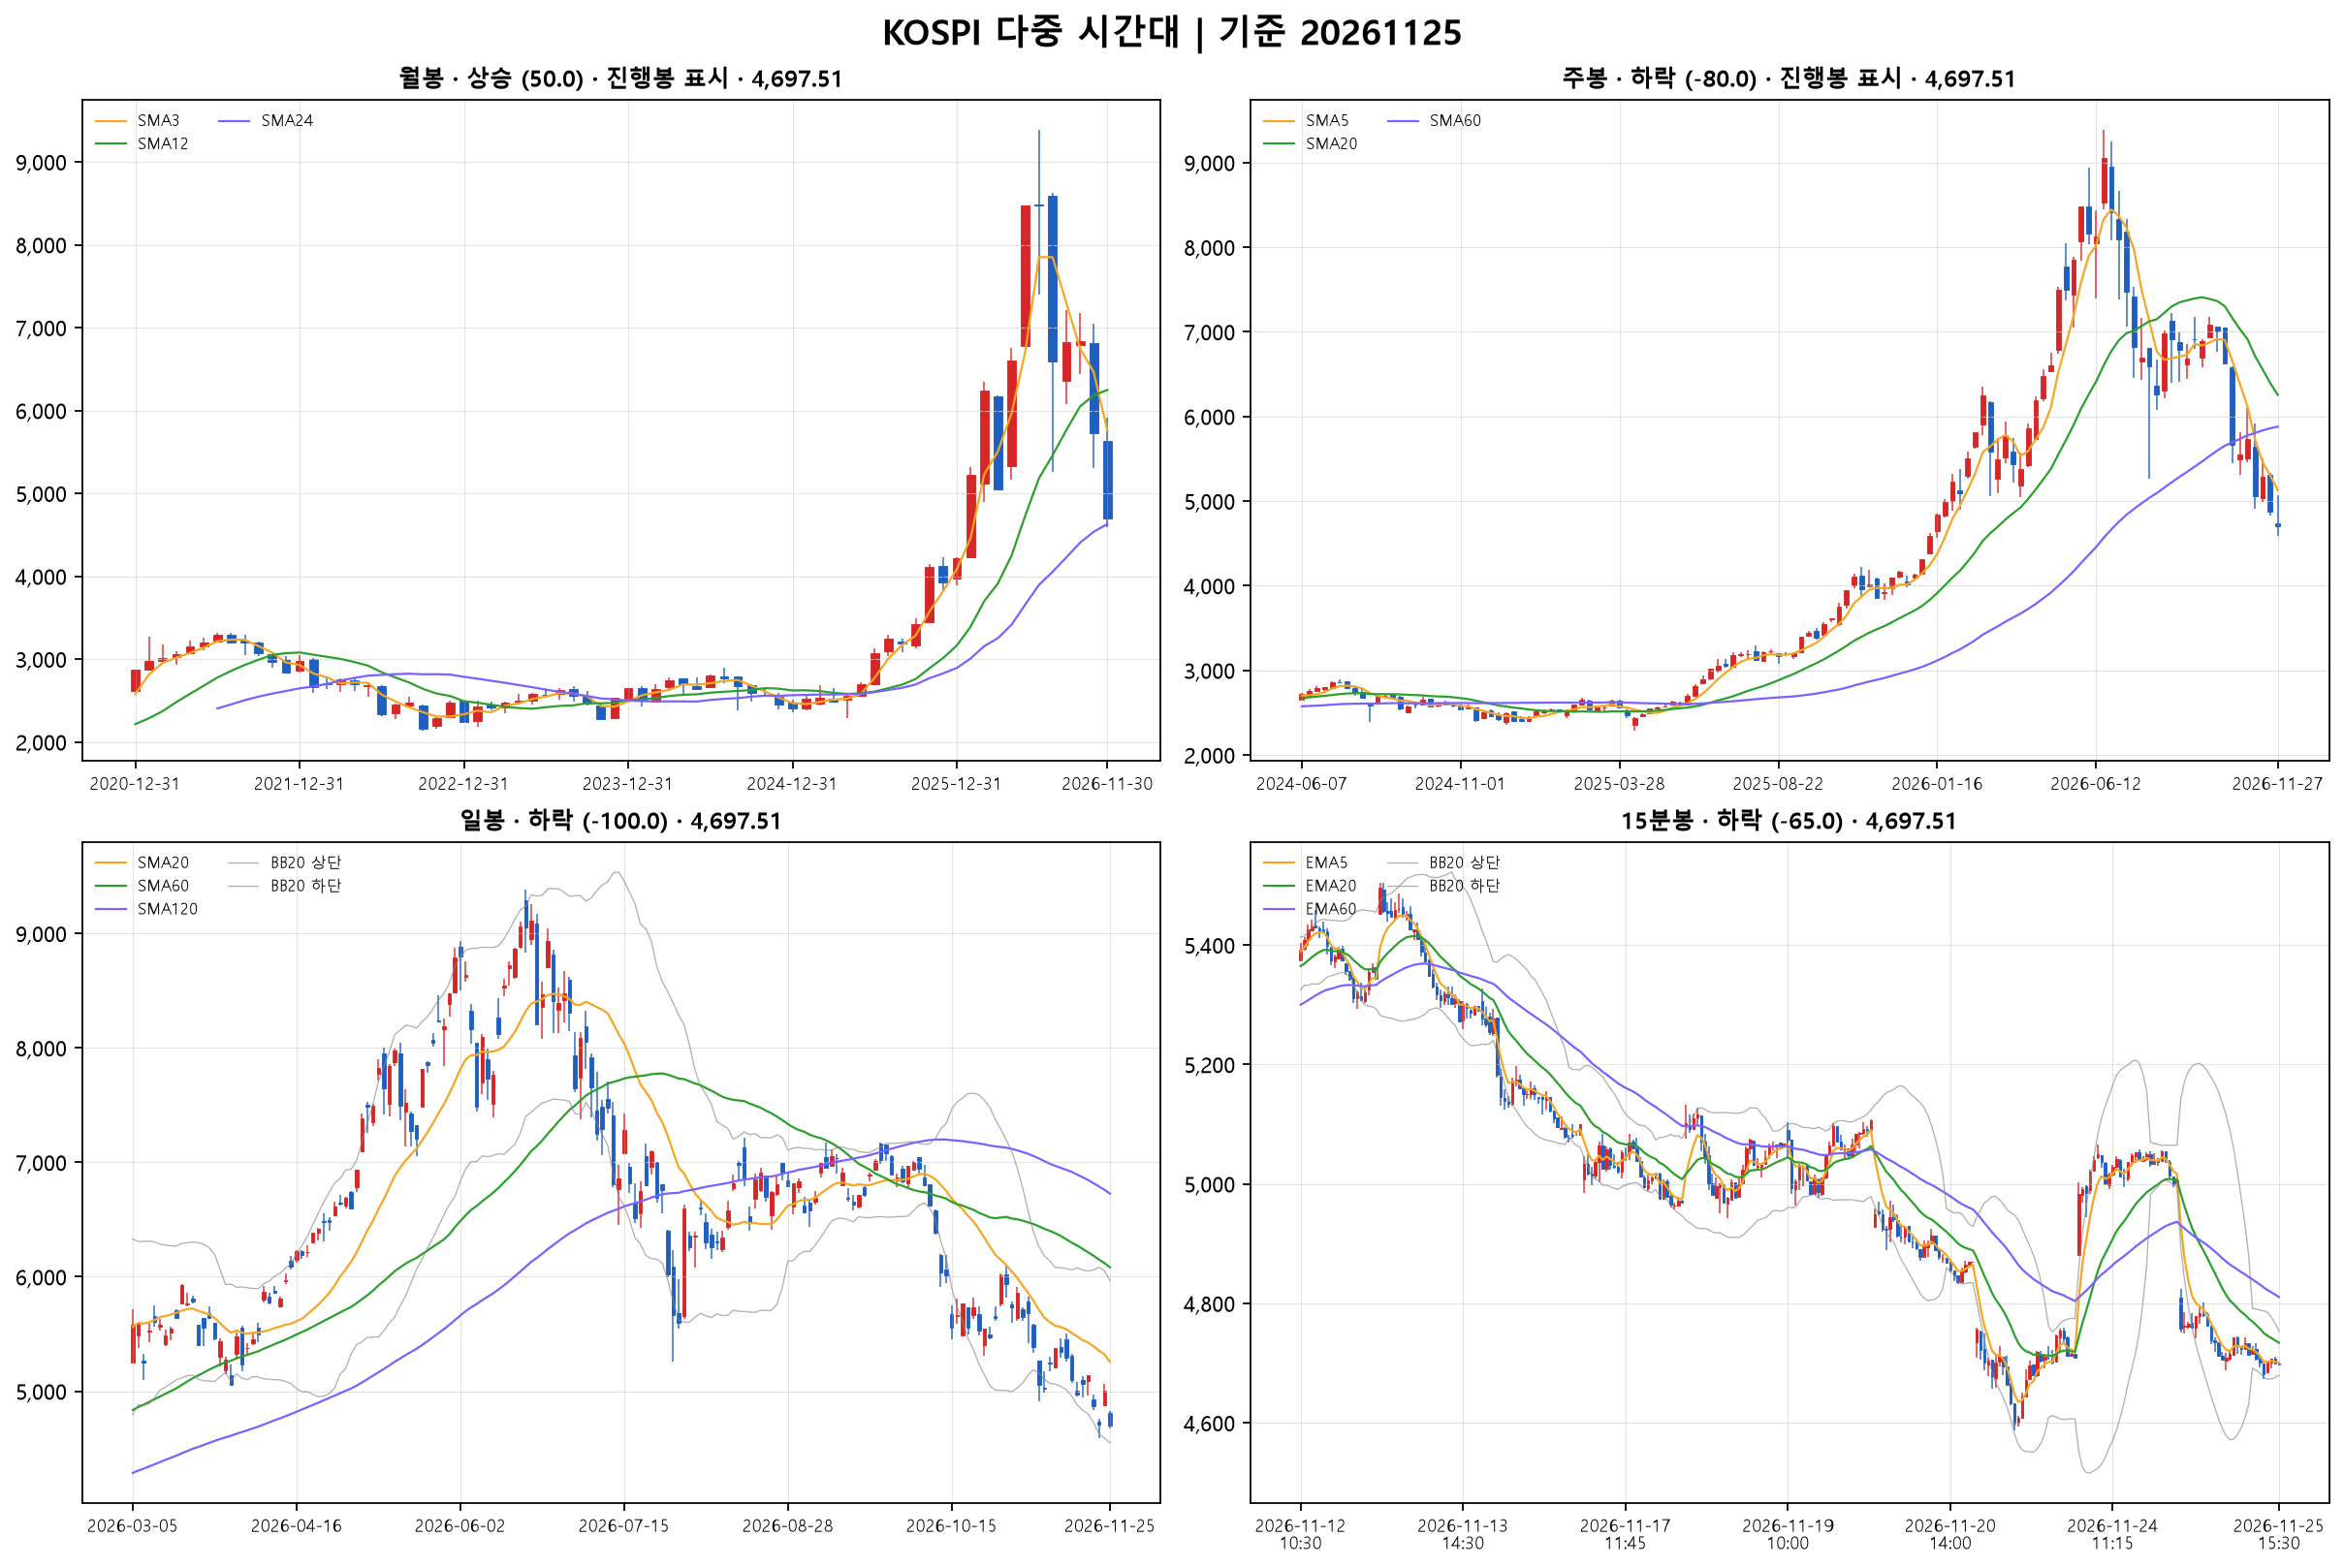 KOSPI 다중 시간대 | 기준 20261125
월봉 · 상승 (50.0) · 진행봉 표시 · 4,697.51
SMA3
SMA12
SMA24
9,000
8,000
7,000
6,000
5,000
4,000
3,000
2,000
2020-12-31
2021-12-31
2022-12-31
2023-12-31
2024-12-31
2025-12-31
2026-11-30
주봉 · 하락 (-80.0) · 진행봉 표시 · 4,697.51
SMA5
SMA20
SMA60
9,000
8,000
7,000
6,000
5,000
4,000
3,000
2,000
2024-06-07
2024-11-01
2025-03-28
2025-08-22
2026-01-16
2026-06-12
2026-11-27
일봉 · 하락 (-100.0) · 4,697.51
SMA20
SMA60
SMA120
BB20 상단
BB20 하단
9,000
8,000
7,000
6,000
5,000
2026-03-05
2026-04-16
2026-06-02
2026-07-15
2026-08-28
2026-10-15
2026-11-25
15분봉 · 하락 (-65.0) · 4,697.51
EMA5
EMA20
EMA60
BB20 상단
BB20 하단
5,400
5,200
5,000
4,800
4,600
2026-11-12
10:30
2026-11-13
14:30
2026-11-17
11:45
2026-11-19
10:00
2026-11-20
14:00
2026-11-24
11:15
2026-11-25
15:30